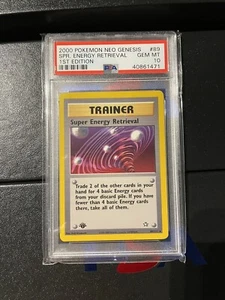 2000 POKEMON NEO GENESIS #89
SPR. ENERGY RETRIEVAL GEM MT
1ST EDITION 10
PSA 40861471
TRAINER
Super Energy Retrieval
Trade 2 of the other cards in your
hand for 4 basic Energy cards
from your discard pile. If you have
fewer than 4 basic Energy cards
there, take all of them.